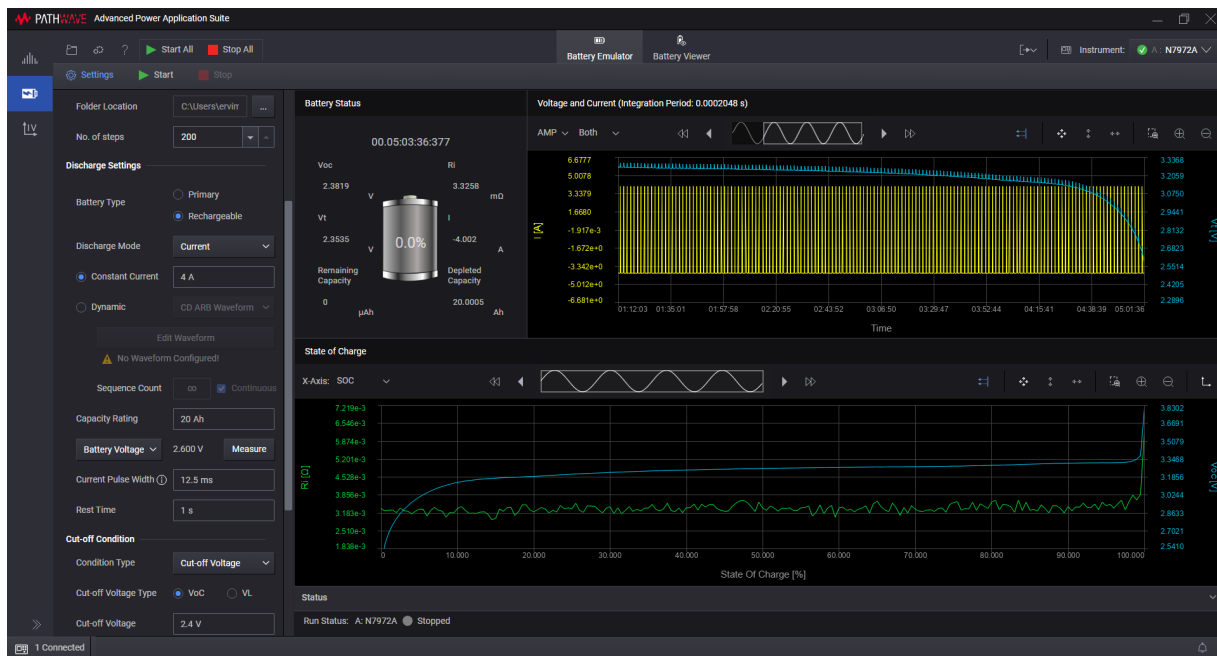 PATHWAVE Advanced Power Application Suite
? Start All Stop All
Battery Emulator Battery Viewer
Instrument: A : N7972A
Settings Start Stop
Folder Location C:\Users\ervirr ...
No. of steps 200
Discharge Settings
Battery Type Primary
Rechargeable
Discharge Mode Current
Constant Current 4 A
Dynamic CD ARB Waveform
Edit Waveform
No Waveform Configured!
Sequence Count ∞ Continuous
Capacity Rating 20 Ah
Battery Voltage 2.600 V Measure
Current Pulse Width 12.5 ms
Rest Time 1 s
Cut-off Condition
Condition Type Cut-off Voltage
Cut-off Voltage Type VoC VL
Cut-off Voltage 2.4 V
Battery Status
00.05:03:36:377
Voc Ri
2.3819 V 3.3258 mΩ
Vt I
2.3535 V -4.002 A
0.0%
Remaining Capacity Depleted Capacity
0 µAh 20.0005 Ah
Voltage and Current (Integration Period: 0.0002048 s)
AMP Both
I [A]
6.6777
5.0078
3.3379
1.6680
-1.917e-3
-1.672e+0
-3.342e+0
-5.012e+0
-6.681e+0
3.3368
3.2059
3.0750
2.9441
2.8132
2.6823
2.5514
2.4205
2.2896
Vt[V]
01:12:03 01:35:01 01:57:58 02:20:55 02:43:52 03:06:50 03:29:47 03:52:44 04:15:41 04:38:39 05:01:36
Time
State of Charge
X-Axis: SOC
Ri [Ω]
7.219e-3
6.546e-3
5.874e-3
5.201e-3
4.528e-3
3.856e-3
3.183e-3
2.510e-3
1.838e-3
3.8302
3.6691
3.5079
3.3468
3.1856
3.0244
2.8633
2.7021
2.5410
Voc[V]
0 10.000 20.000 30.000 40.000 50.000 60.000 70.000 80.000 90.000 100.000
State Of Charge [%]
Status
Run Status: A: N7972A Stopped
1 Connected